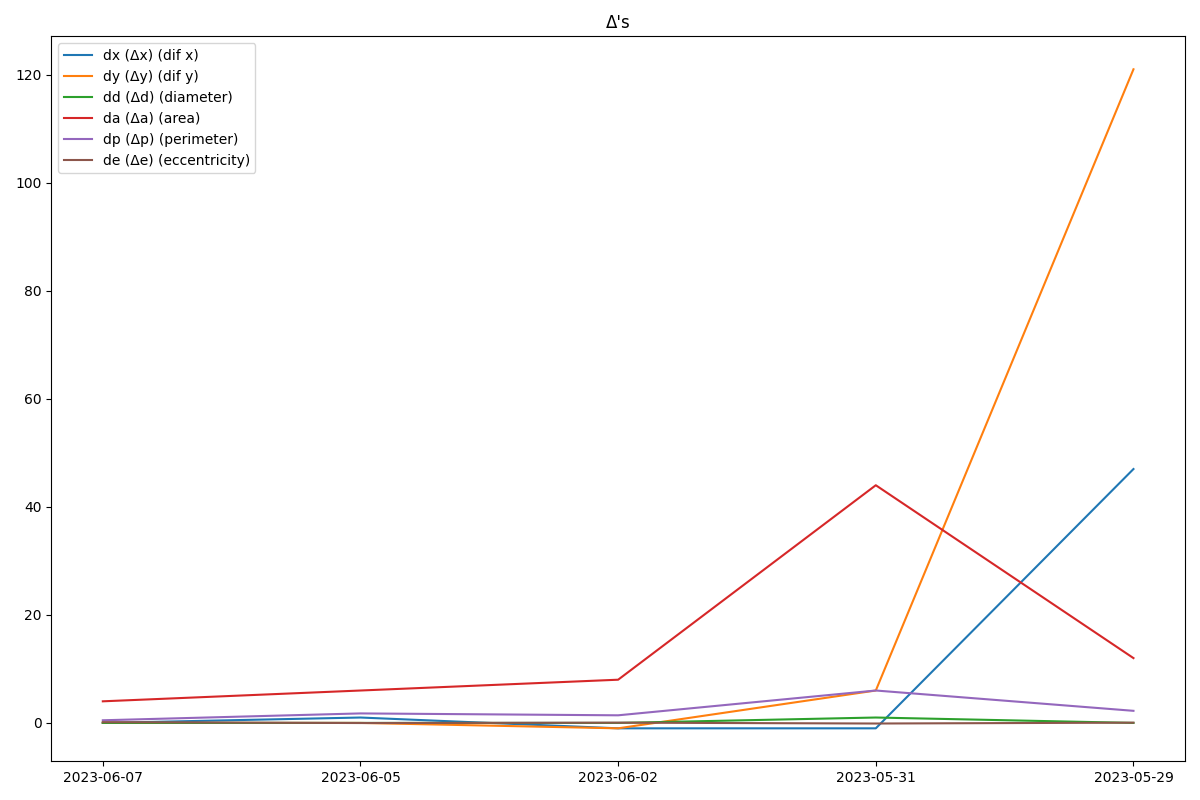 Δ's
dx (Δx) (dif x)
dy (Δy) (dif y)
dd (Δd) (diameter)
da (Δa) (area)
dp (Δp) (perimeter)
de (Δe) (eccentricity)
120
100
80
60
40
20
0
2023-06-07 2023-06-05 2023-06-02 2023-05-31 2023-05-29